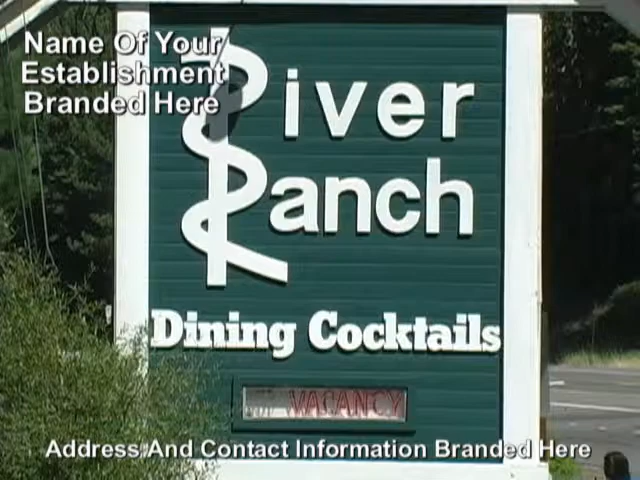 Name Of Your
Establishment
Branded Here
River
Ranch
Dining Cocktails
VACANCY
Address And Contact Information Branded Here